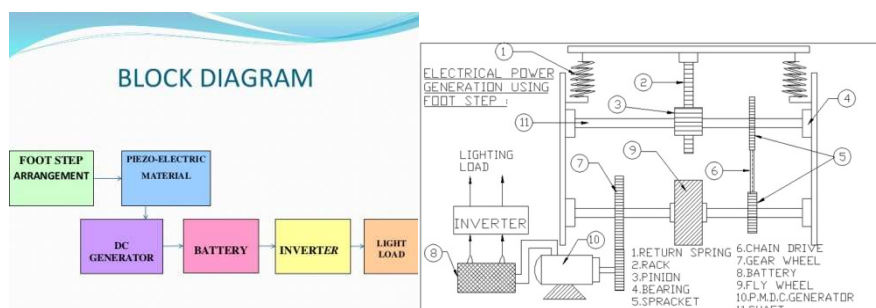 BLOCK DIAGRAM
FOOT STEP
ARRANGEMENT
PIEZO-ELECTRIC
MATERIAL
DC
GENERATOR
BATTERY
INVERTER
LIGHT
LOAD
ELECTRICAL POWER
GENERATION USING
FOOT STEP :
1
2
3
4
11
5
6
7
9
LIGHTING
LOAD
INVERTER
8
10
1.RETURN SPRING
2.RACK
3.PINION
4.BEARING
5.SPRACKET
6.CHAIN DRIVE
7.GEAR WHEEL
8.BATTERY
9.FLY WHEEL
10.P.M.D.C.GENERATOR